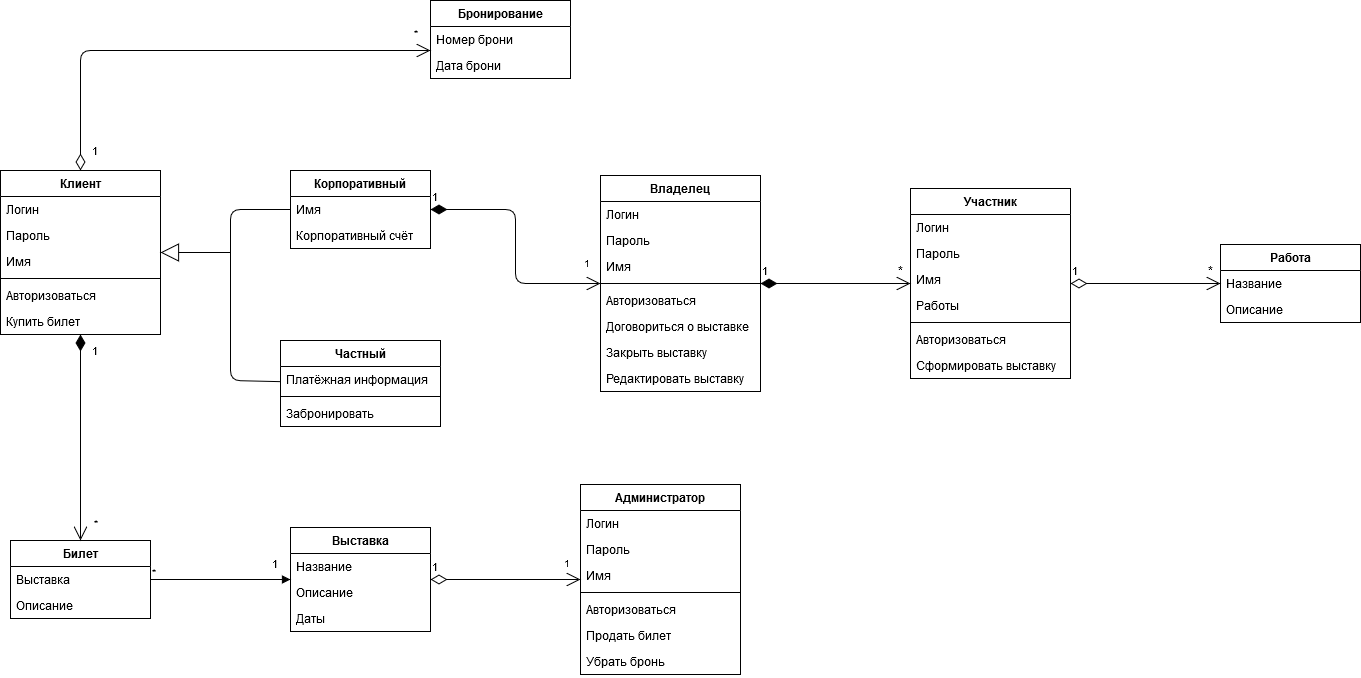 Бронирование
Номер брони
Дата брони
*
1
Клиент
Логин
Пароль
Имя
Авторизоваться
Купить билет
1
*
Корпоративный
Имя
Корпоративный счёт
1
1
Частный
Платёжная информация
Забронировать
Владелец
Логин
Пароль
Имя
Авторизоваться
Договориться о выставке
Закрыть выставку
Редактировать выставку
1
*
Участник
Логин
Пароль
Имя
Работы
Авторизоваться
Сформировать выставку
1
*
Работа
Название
Описание
Билет
Выставка
Описание
*
1
Выставка
Название
Описание
Даты
1
1
Администратор
Логин
Пароль
Имя
Авторизоваться
Продать билет
Убрать бронь